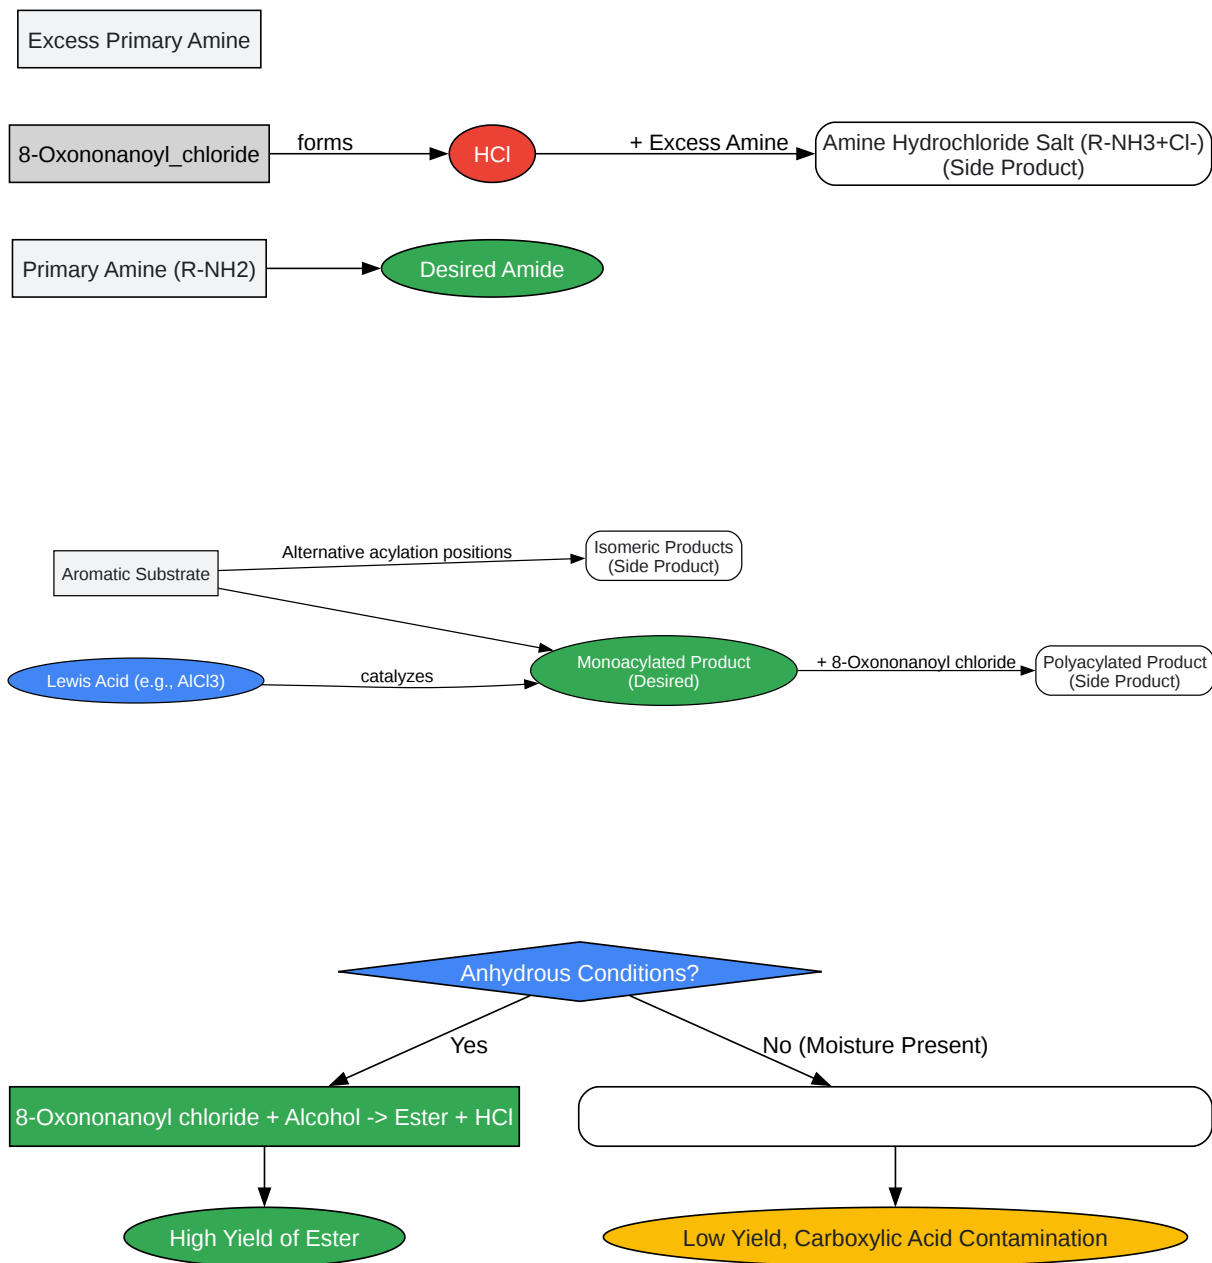 Excess Primary Amine
8-Oxononanoyl_chloride
forms
HCl
+ Excess Amine
Amine Hydrochloride Salt (R-NH3+Cl-)
(Side Product)
Primary Amine (R-NH2)
Desired Amide
Aromatic Substrate
Alternative acylation positions
Isomeric Products
(Side Product)
Lewis Acid (e.g., AlCl3)
catalyzes
Monoacylated Product
(Desired)
+ 8-Oxononanoyl chloride
Polyacylated Product
(Side Product)
Anhydrous Conditions?
Yes
No (Moisture Present)
8-Oxononanoyl chloride + Alcohol -> Ester + HCl
High Yield of Ester
Low Yield, Carboxylic Acid Contamination